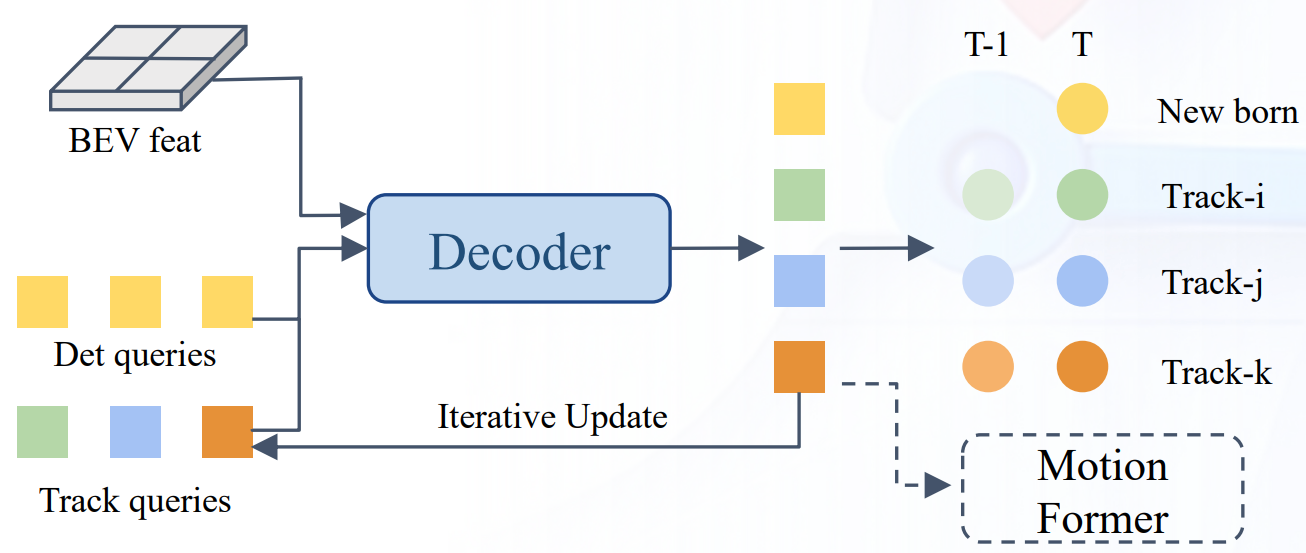 T-1 T
BEV feat
New born
Track-i
Decoder
Track-j
Det queries
Track-k
Iterative Update
Track queries
Motion
Former